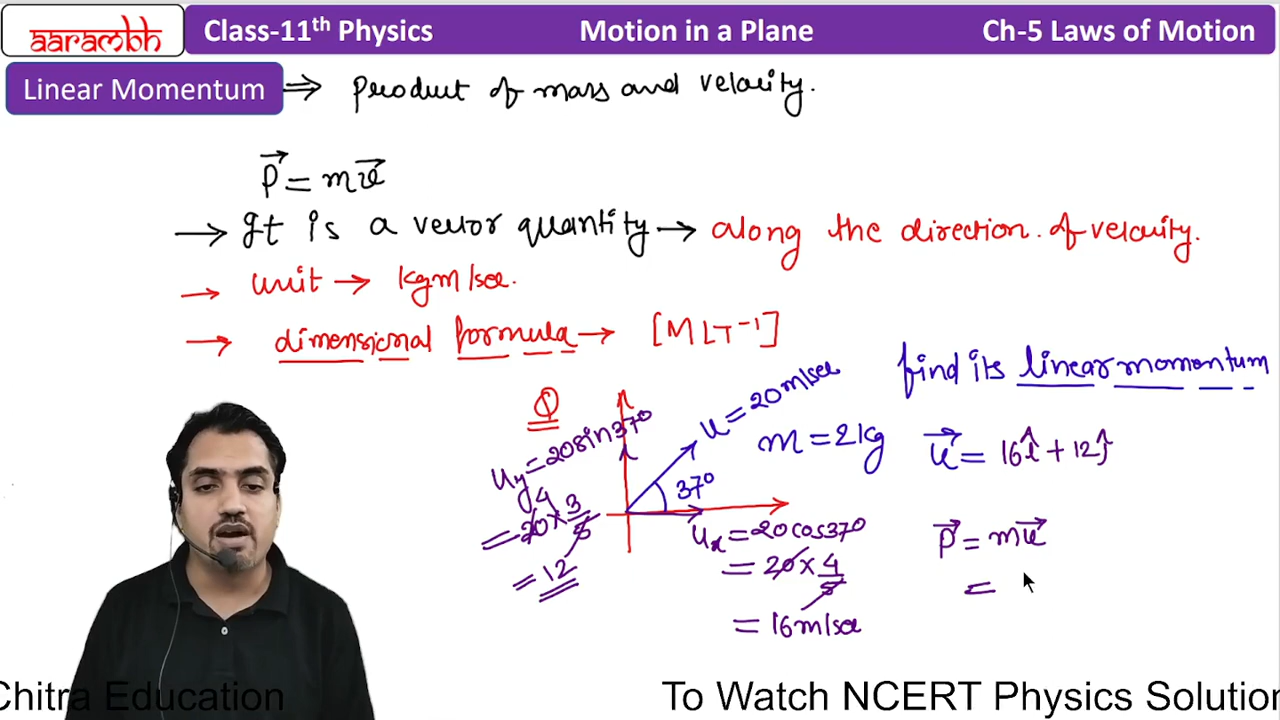 aarambh
Class-11th Physics Motion in a Plane Ch-5 Laws of Motion
Linear Momentum ⇒ Product of mass and velocity.
P⃗ = mu⃗
→ It is a vector quantity → along the direction. of velocity.
→ unit → kgm/sec.
→ dimensional formula → [MLT⁻¹]
find its linear momentum
Q
u = 20m/sec
m = 2kg
u⃗ = 16î + 12ĵ
37°
uy = 20sin37°
4
= 20 × 3/5
= 12
ux = 20cos37°
= 20 × 4/5
= 16m/sec
P⃗ = mu⃗
=
Chitra Education To Watch NCERT Physics Solution